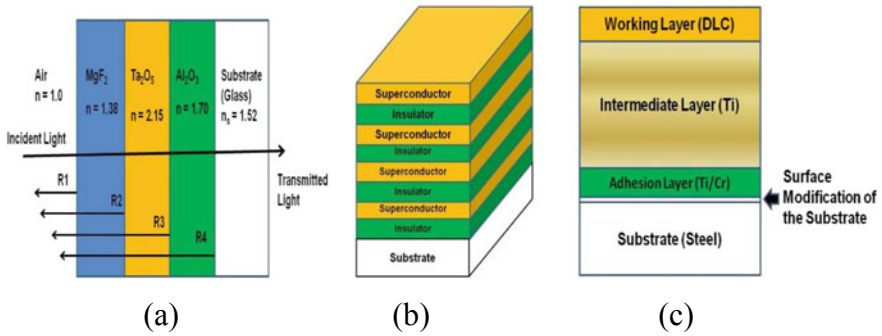 Air
n = 1.0
MgF₂
n = 1.38
Ta₂O₅
n = 2.15
Al₂O₃
n = 1.70
Substrate
(Glass)
nₛ = 1.52
Incident Light
Transmitted
Light
R1
R2
R3
R4
(a)
Superconductor
Insulator
Superconductor
Insulator
Superconductor
Insulator
Superconductor
Insulator
Substrate
(b)
Working Layer (DLC)
Intermediate Layer (Ti)
Adhesion Layer (Ti/Cr)
Substrate (Steel)
Surface
Modification of
the Substrate
(c)